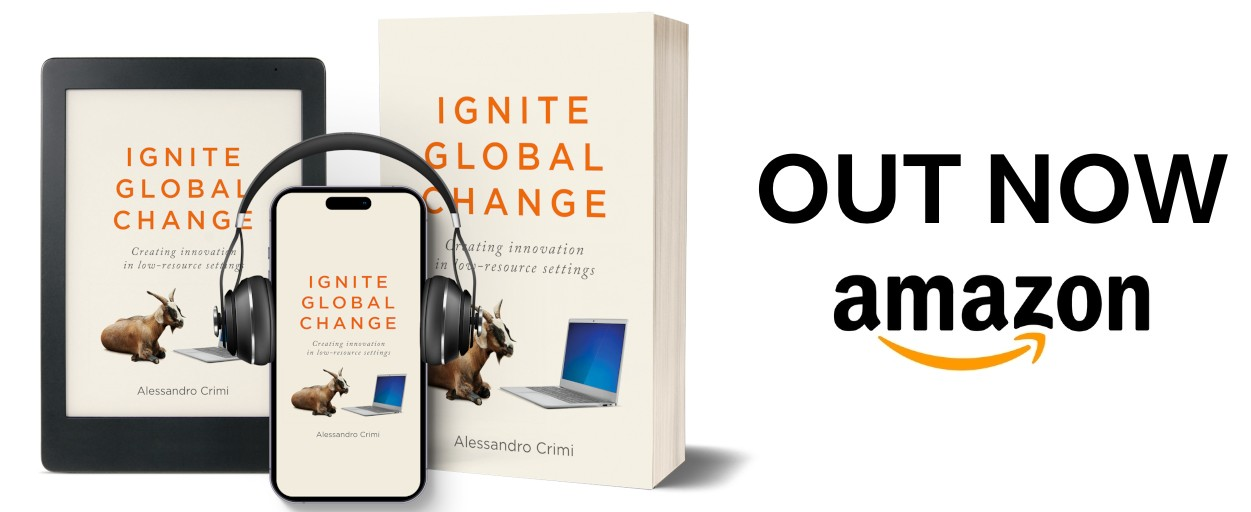 IGNITE
GLOBAL
CHANGE
Creating innovation
in low-resource settings
Alessandro Crimi
IGNITE
GLOBAL
CHANGE
Creating innovation
in low-resource settings
Alessandro Crimi
IGNITE
GLOBAL
CHANGE
Creating innovation
in low-resource settings
Alessandro Crimi
OUT NOW
amazon